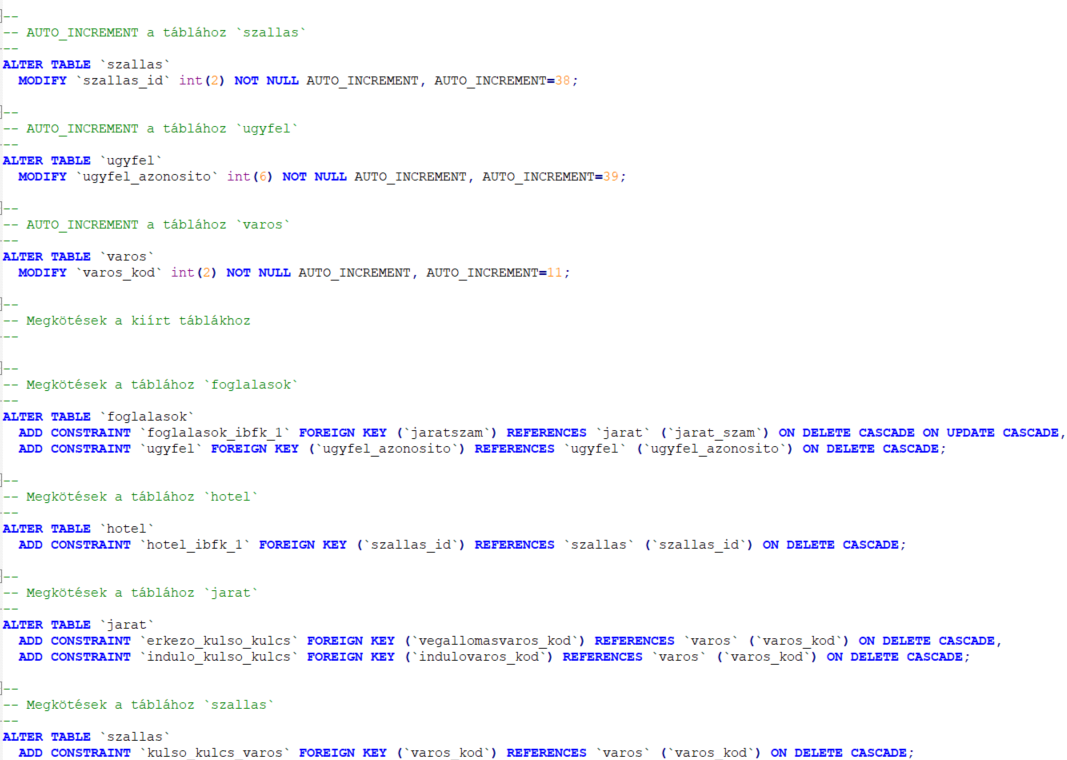 --
-- AUTO_INCREMENT a táblához `szallas`
--
ALTER TABLE `szallas`
  MODIFY `szallas_id` int(2) NOT NULL AUTO_INCREMENT, AUTO_INCREMENT=38;
--
-- AUTO_INCREMENT a táblához `ugyfel`
--
ALTER TABLE `ugyfel`
  MODIFY `ugyfel_azonosito` int(6) NOT NULL AUTO_INCREMENT, AUTO_INCREMENT=39;
--
-- AUTO_INCREMENT a táblához `varos`
--
ALTER TABLE `varos`
  MODIFY `varos_kod` int(2) NOT NULL AUTO_INCREMENT, AUTO_INCREMENT=11;
--
-- Megkötések a kiírt táblákhoz
--
--
-- Megkötések a táblához `foglalasok`
--
ALTER TABLE `foglalasok`
  ADD CONSTRAINT `foglalasok_ibfk_1` FOREIGN KEY (`jaratszam`) REFERENCES `jarat` (`jarat_szam`) ON DELETE CASCADE ON UPDATE CASCADE,
  ADD CONSTRAINT `ugyfel` FOREIGN KEY (`ugyfel_azonosito`) REFERENCES `ugyfel` (`ugyfel_azonosito`) ON DELETE CASCADE;
--
-- Megkötések a táblához `hotel`
--
ALTER TABLE `hotel`
  ADD CONSTRAINT `hotel_ibfk_1` FOREIGN KEY (`szallas_id`) REFERENCES `szallas` (`szallas_id`) ON DELETE CASCADE;
--
-- Megkötések a táblához `jarat`
--
ALTER TABLE `jarat`
  ADD CONSTRAINT `erkezo_kulso_kulcs` FOREIGN KEY (`vegallomasvaros_kod`) REFERENCES `varos` (`varos_kod`) ON DELETE CASCADE,
  ADD CONSTRAINT `indulo_kulso_kulcs` FOREIGN KEY (`indulovaros_kod`) REFERENCES `varos` (`varos_kod`) ON DELETE CASCADE;
--
-- Megkötések a táblához `szallas`
--
ALTER TABLE `szallas`
  ADD CONSTRAINT `kulso_kulcs_varos` FOREIGN KEY (`varos_kod`) REFERENCES `varos` (`varos_kod`) ON DELETE CASCADE;